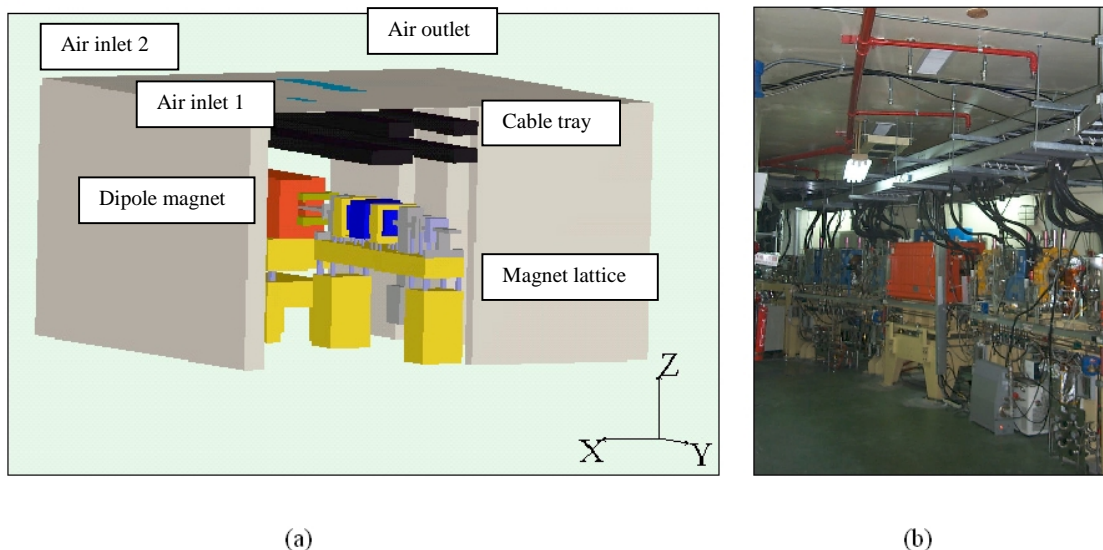 Air outlet
Air inlet 2
Air inlet 1
Cable tray
Dipole magnet
Magnet lattice
Z
X
Y
(a)
(b)